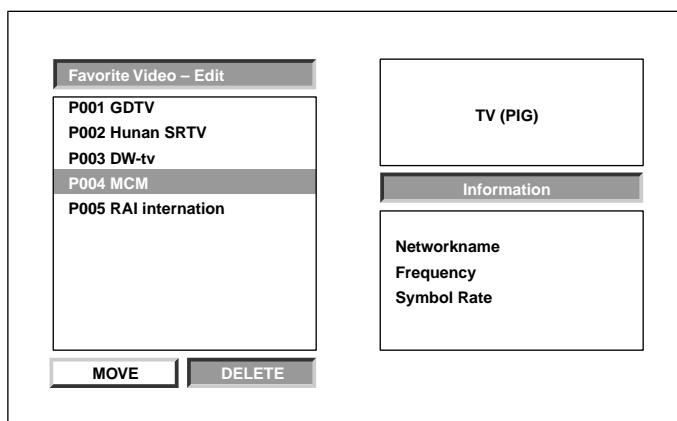 Favorite Video – Edit
P001 GDTV
P002 Hunan SRTV
P003 DW-tv
P004 MCM
P005 RAI internation
MOVE
DELETE
TV (PIG)
Information
Networkname
Frequency
Symbol Rate